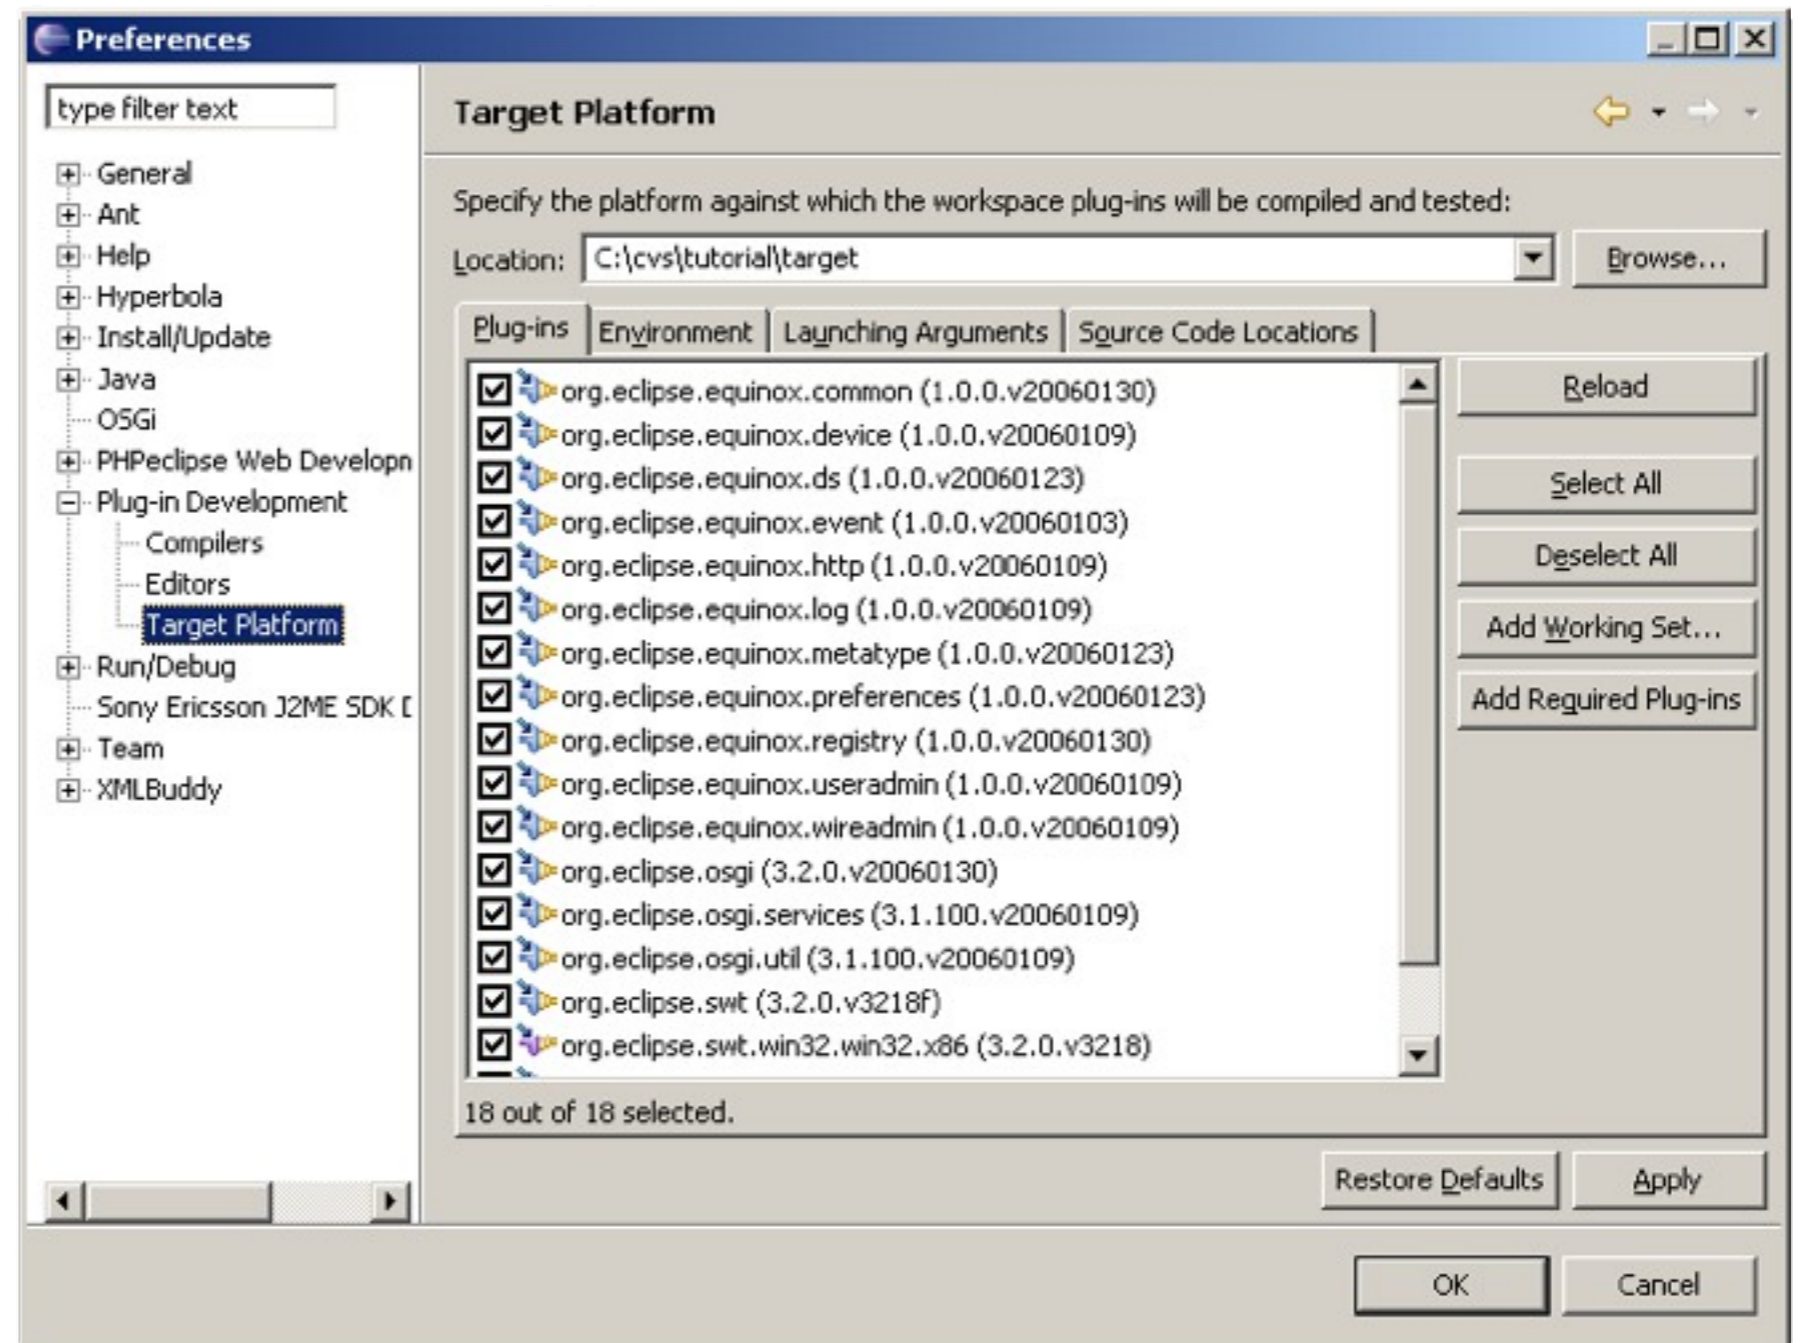 Preferences
type filter text
Target Platform
General
Ant
Help
Hyperbola
Install/Update
Java
OSGi
PHPeclipse Web Developn
Plug-in Development
Compilers
Editors
Target Platform
Run/Debug
Sony Ericsson J2ME SDK
Team
XMLBuddy
Specify the platform against which the workspace plug-ins will be compiled and tested:
Location: C:\cvs\tutorial\target Browse...
Plug-ins Environment Launching Arguments Source Code Locations
org.eclipse.equinox.common (1.0.0.v20060130)
org.eclipse.equinox.device (1.0.0.v20060109)
org.eclipse.equinox.ds (1.0.0.v20060123)
org.eclipse.equinox.event (1.0.0.v20060103)
org.eclipse.equinox.http (1.0.0.v20060109)
org.eclipse.equinox.log (1.0.0.v20060109)
org.eclipse.equinox.metatype (1.0.0.v20060123)
org.eclipse.equinox.preferences (1.0.0.v20060123)
org.eclipse.equinox.registry (1.0.0.v20060130)
org.eclipse.equinox.useradmin (1.0.0.v20060109)
org.eclipse.equinox.wireadmin (1.0.0.v20060109)
org.eclipse.osgi (3.2.0.v20060130)
org.eclipse.osgi.services (3.1.100.v20060109)
org.eclipse.osgi.util (3.1.100.v20060109)
org.eclipse.swt (3.2.0.v3218f)
org.eclipse.swt.win32.win32.x86 (3.2.0.v3218)
18 out of 18 selected.
Reload
Select All
Deselect All
Add Working Set...
Add Required Plug-ins
Restore Defaults Apply
OK Cancel